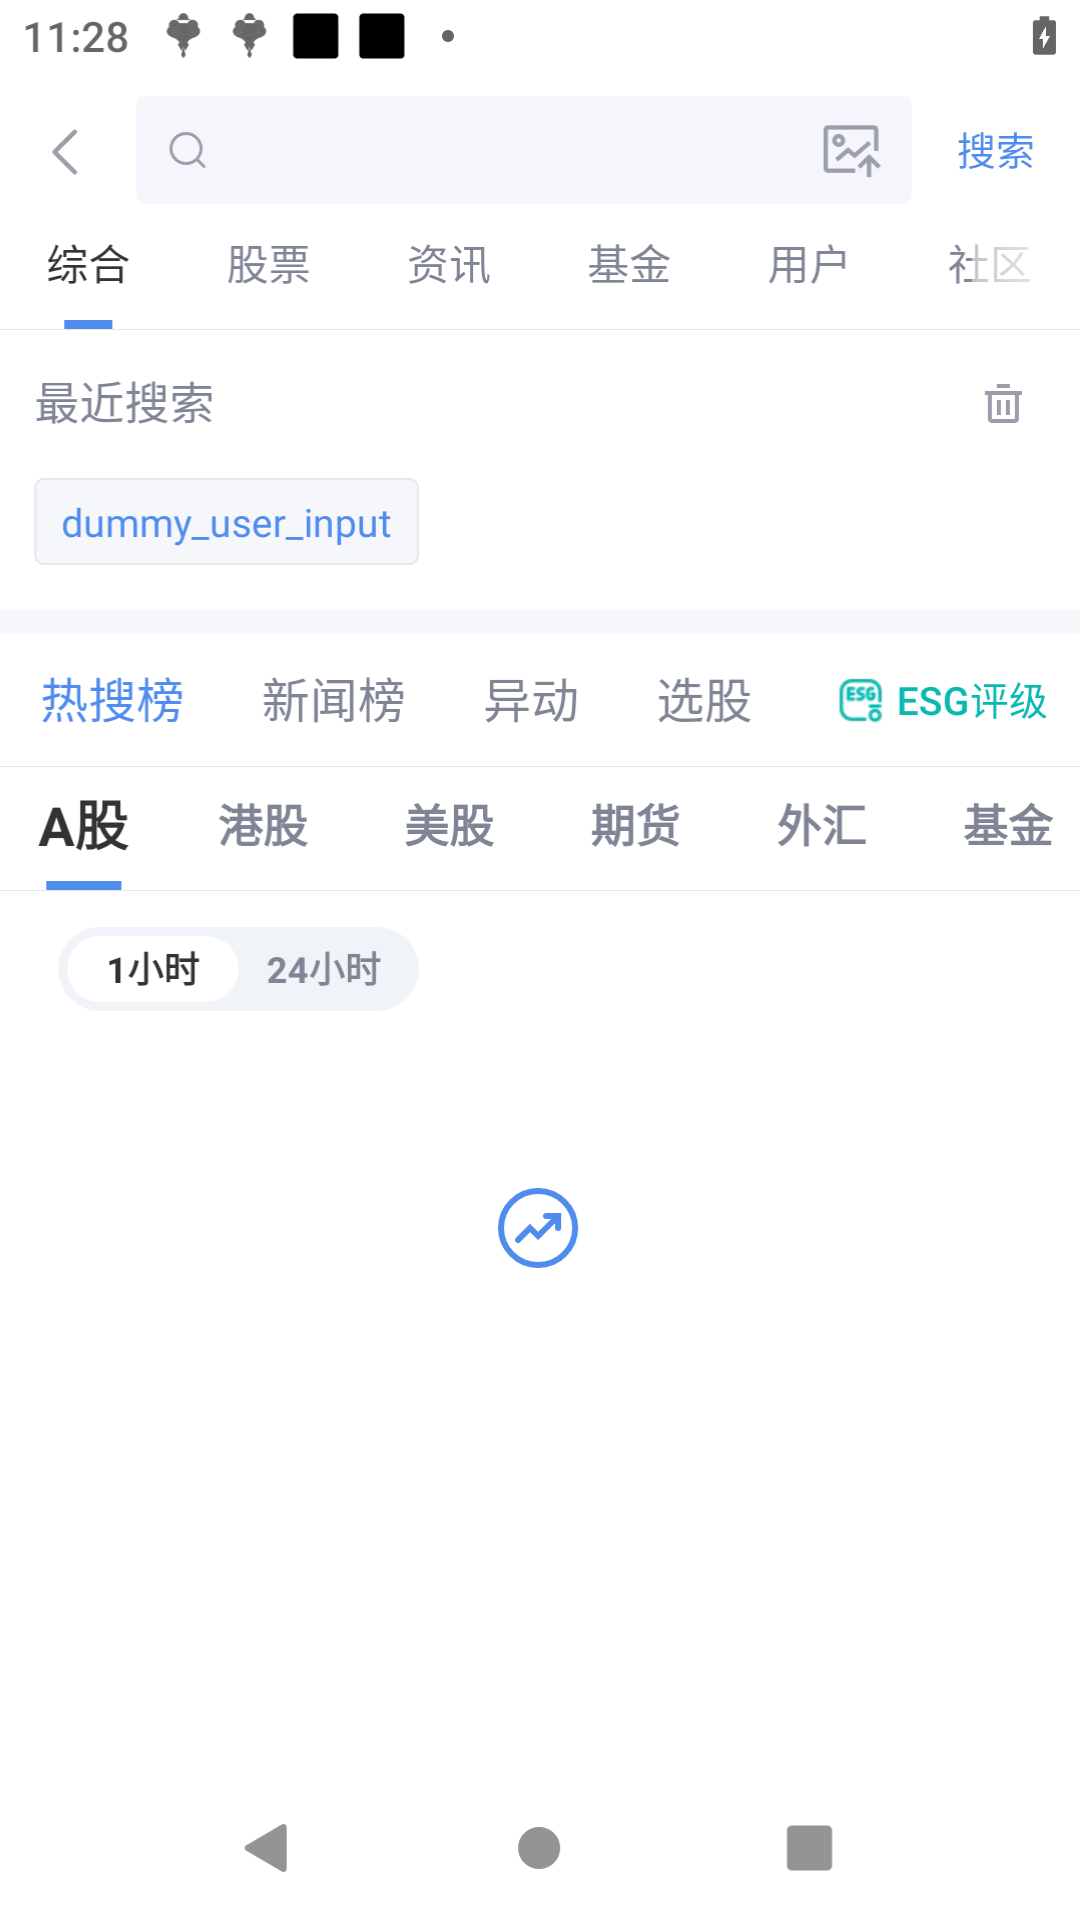 11:28
搜索
综合 股票 资讯 基金 用户 社区
最近搜索
dummy_user_input
热搜榜 新闻榜 异动 选股 ESG ESG评级
A股 港股 美股 期货 外汇 基金
1小时 24小时